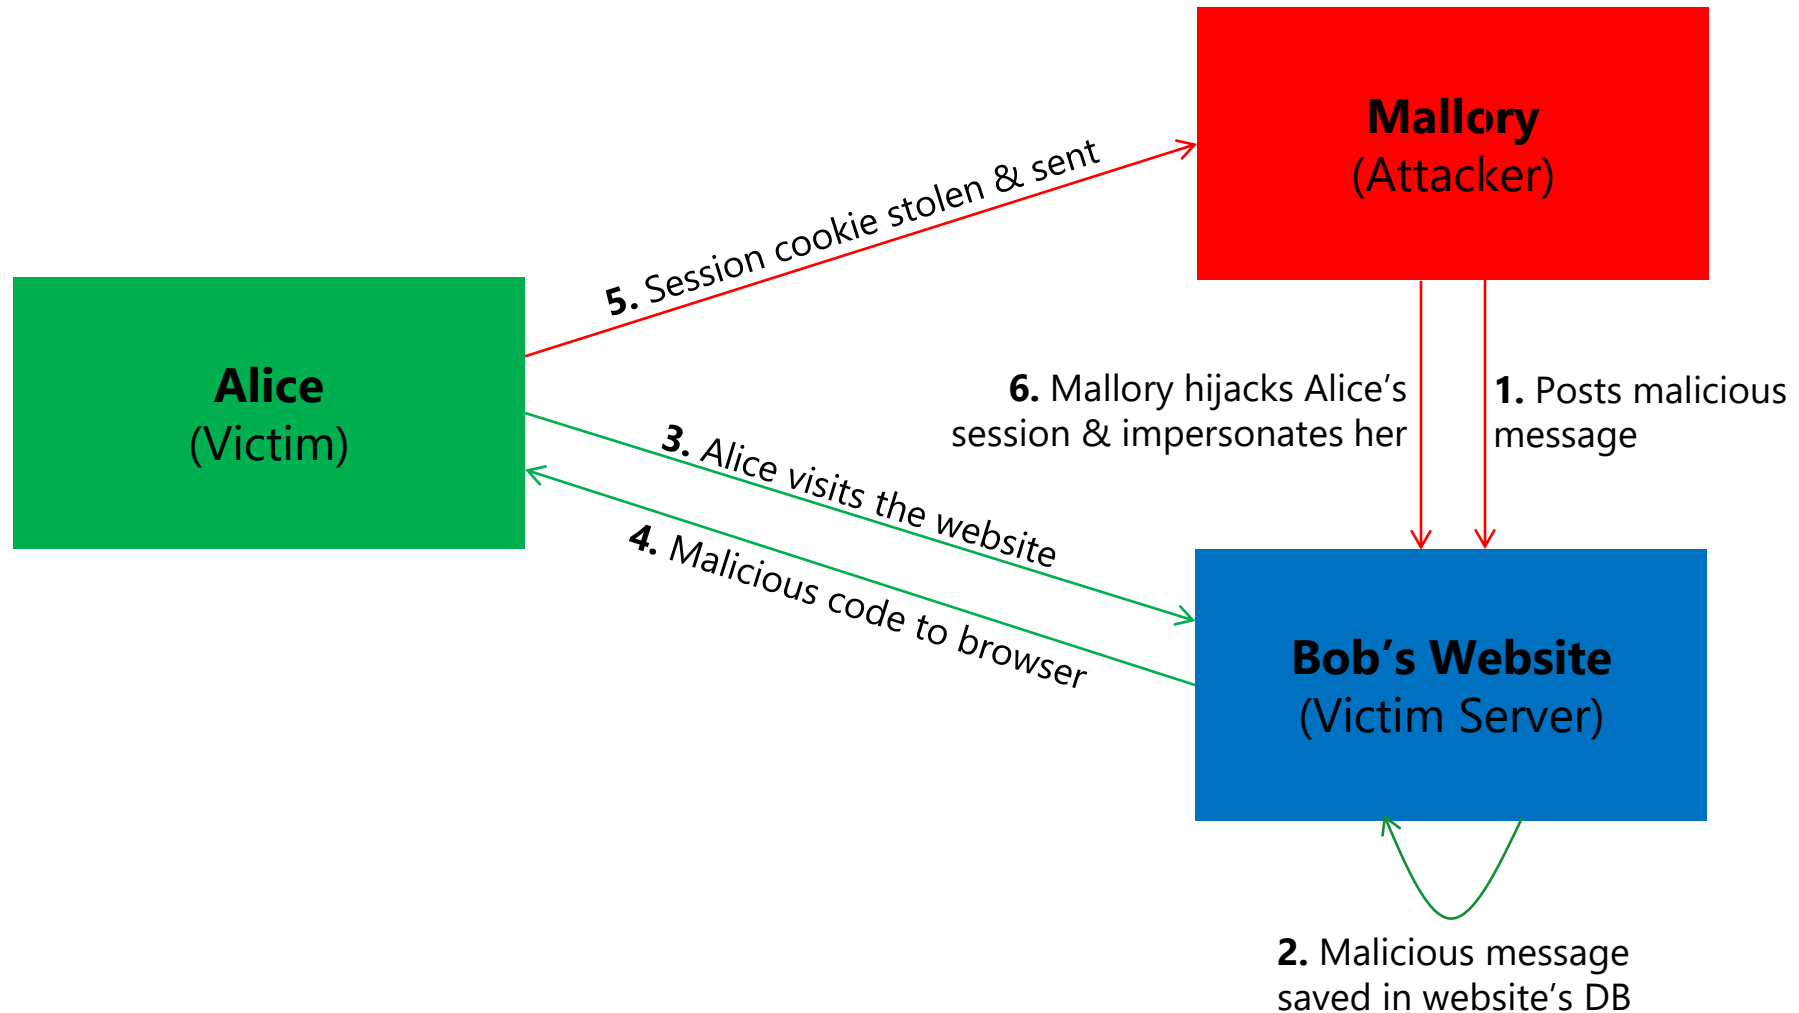 Mallory
(Attacker)
5. Session cookie stolen & sent
Alice
(Victim)
6. Mallory hijacks Alice’s
session & impersonates her
1. Posts malicious
message
3. Alice visits the website
4. Malicious code to browser
Bob’s Website
(Victim Server)
2. Malicious message
saved in website’s DB